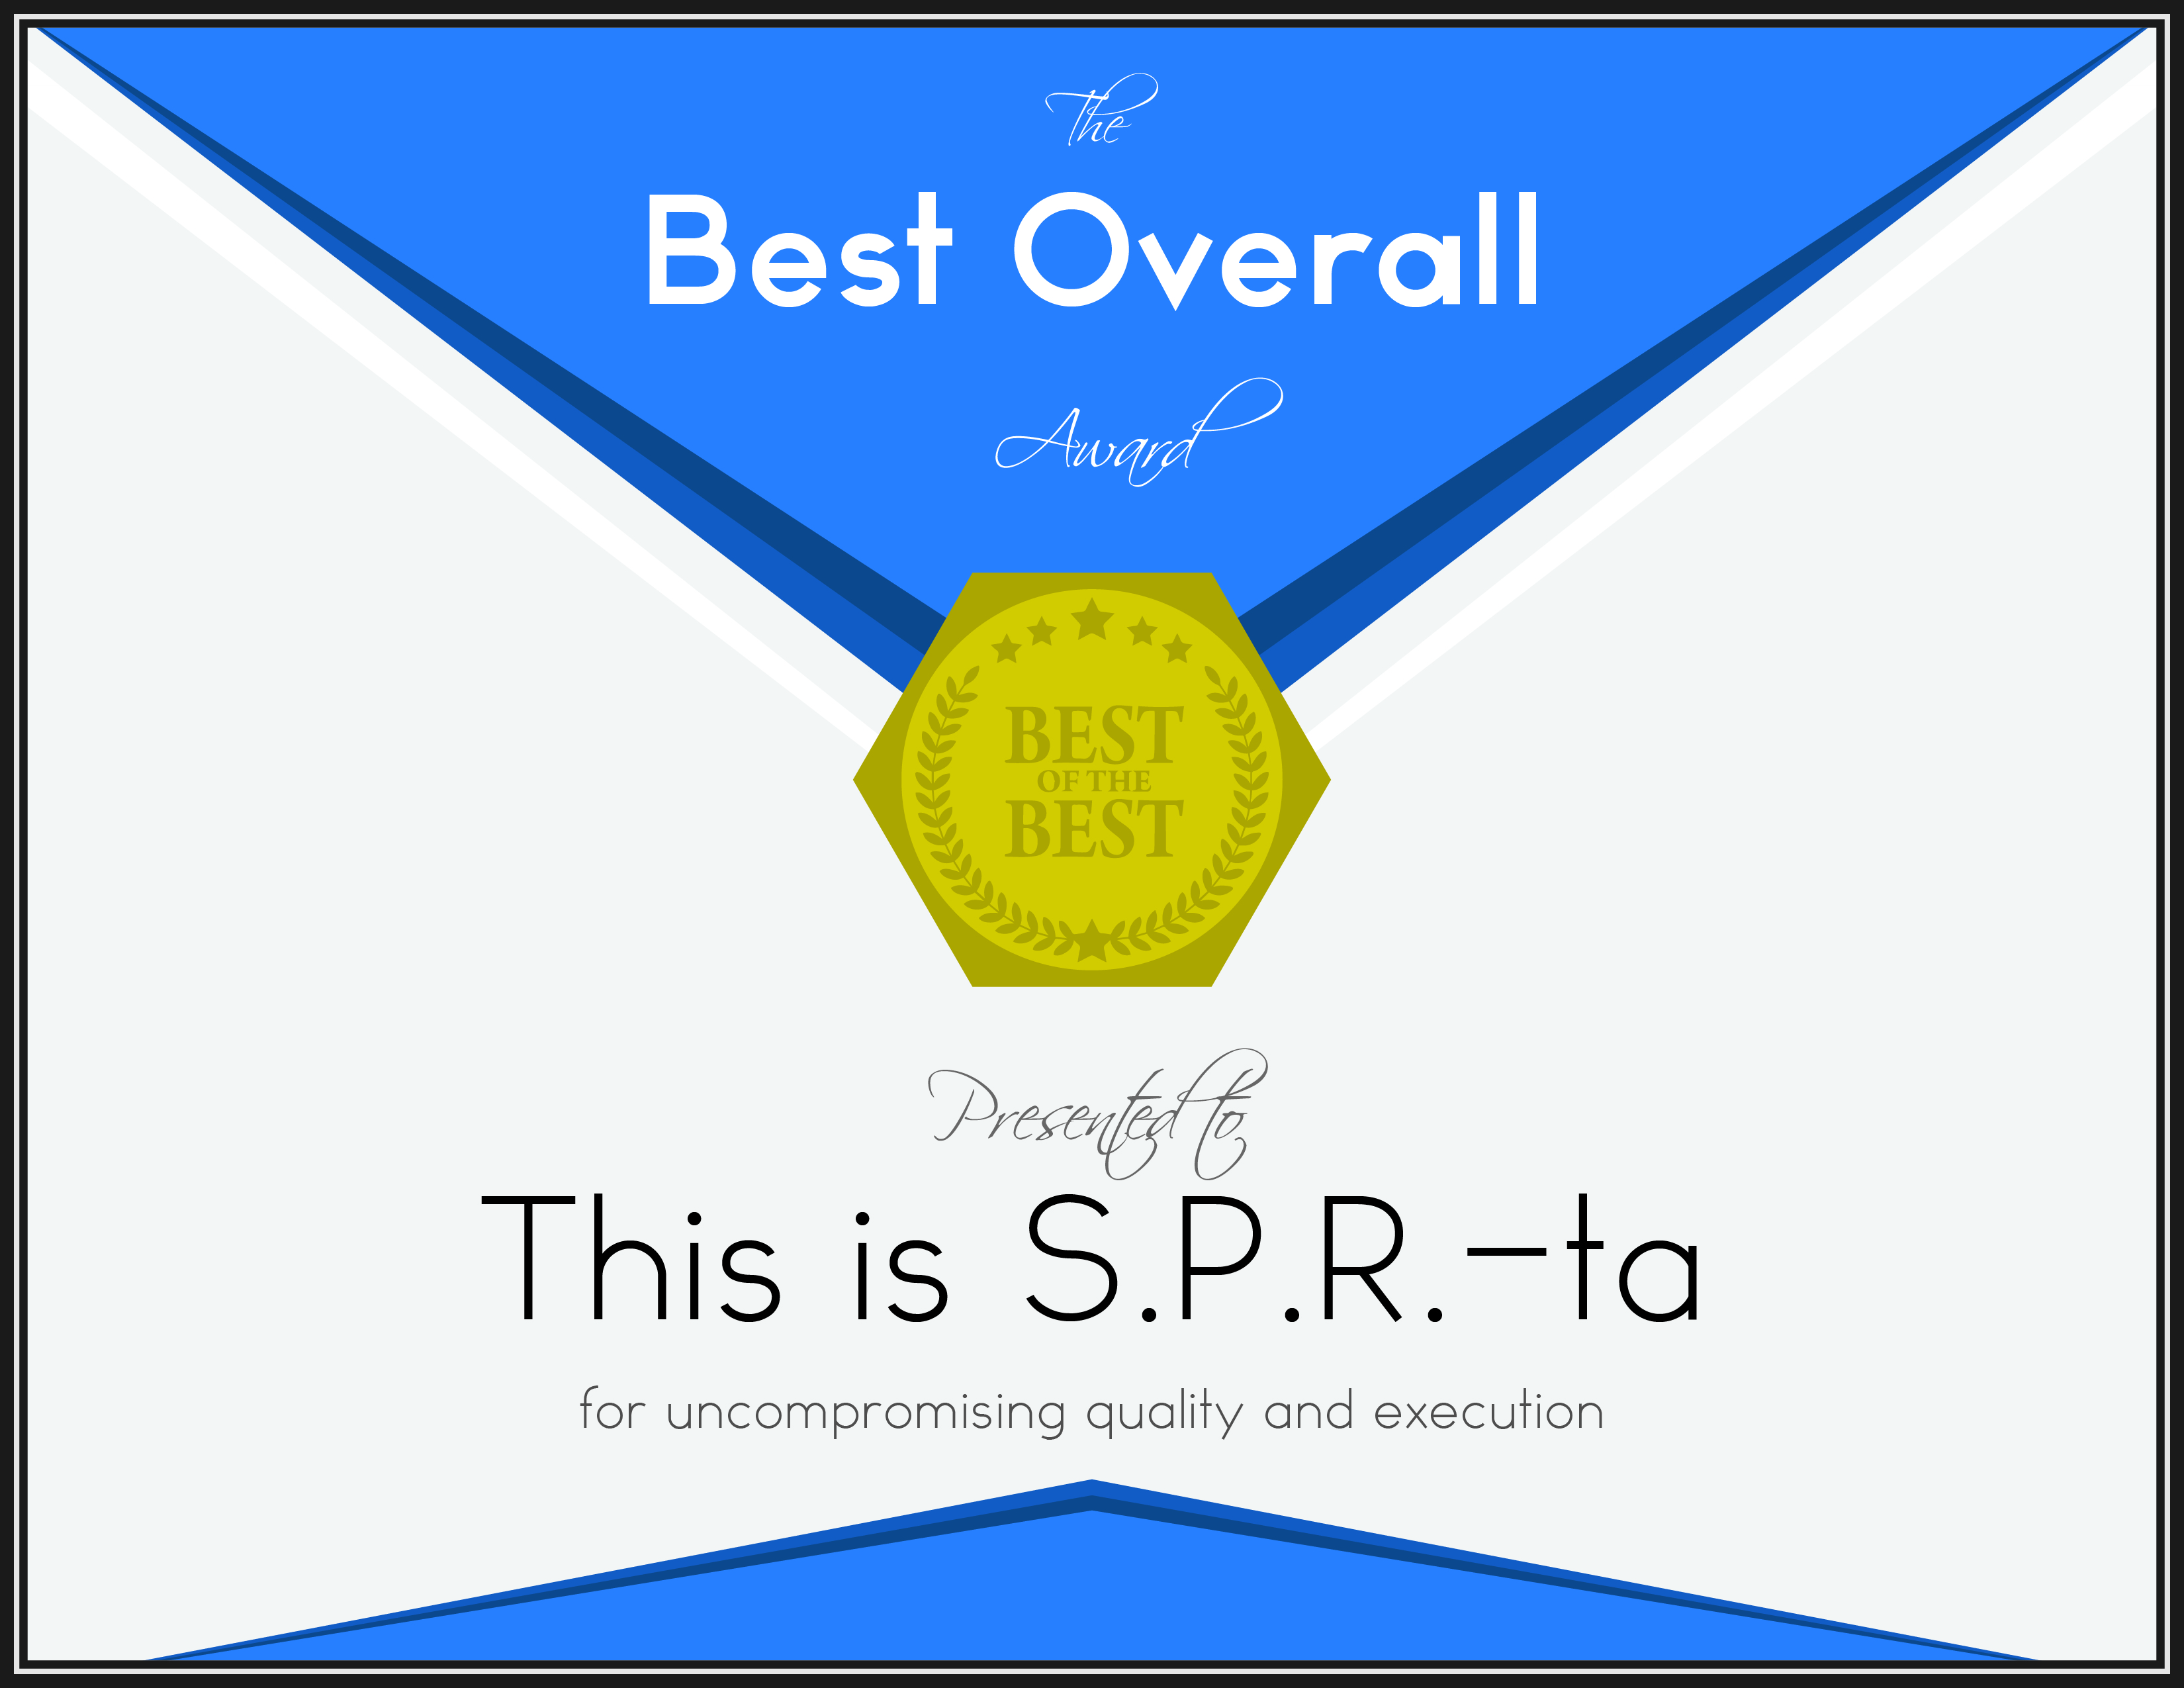 The
Best Overall
Award
BEST
OF THE
BEST
Presented to
This is S.P.R.-ta
for uncompromising quality and execution